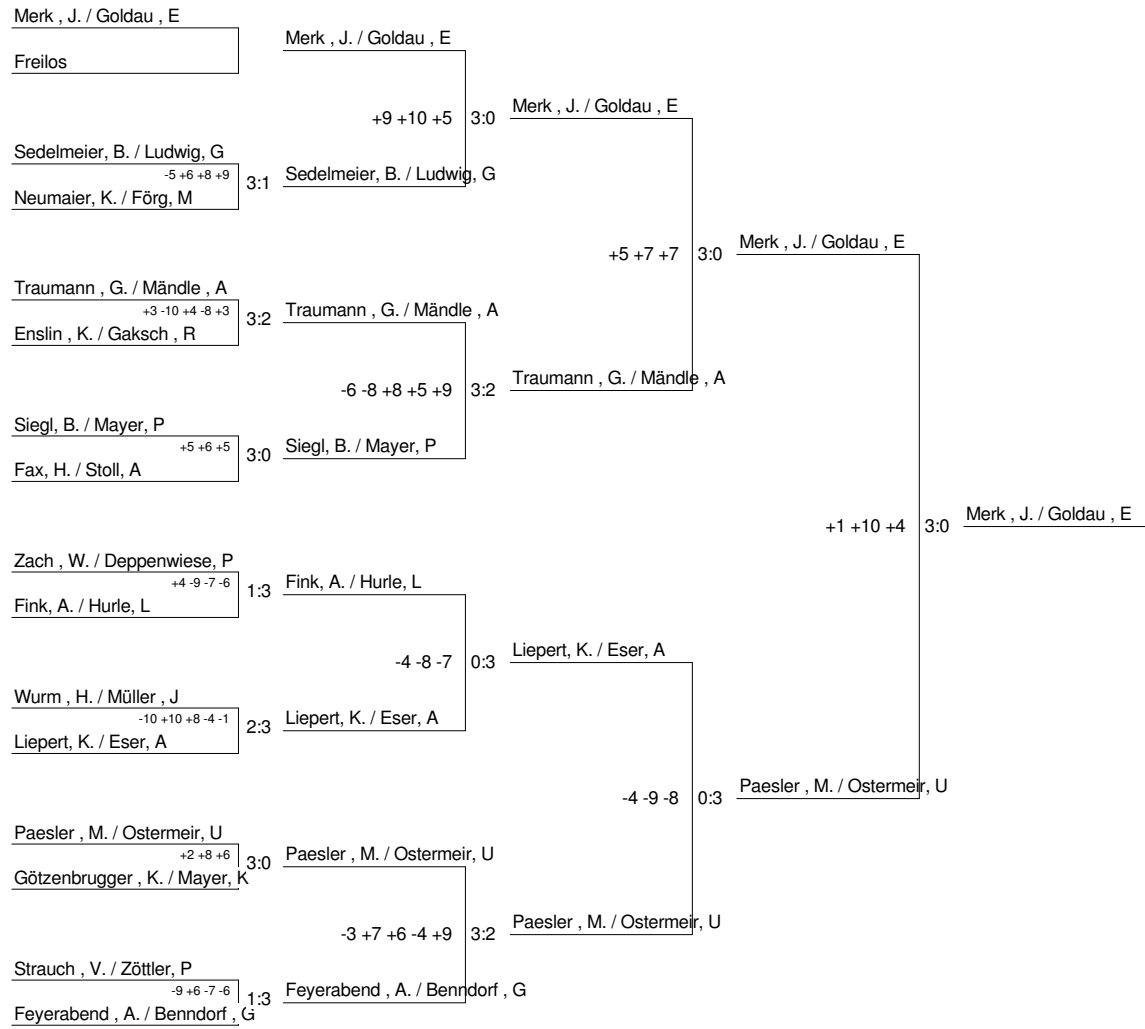 Merk , J. / Goldau , E
Freilos
Merk , J. / Goldau , E
+9 +10 +5 3:0 Merk , J. / Goldau , E
Sedelmeier, B. / Ludwig, G
-5 +6 +8 +9 3:1 Sedelmeier, B. / Ludwig, G
Neumaier, K. / Förg, M
+5 +7 +7 3:0 Merk , J. / Goldau , E
Traumann , G. / Mändle , A
+3 -10 +4 -8 +3 3:2 Traumann , G. / Mändle , A
Enslin , K. / Gaksch , R
-6 -8 +8 +5 +9 3:2 Traumann , G. / Mändle , A
Siegl, B. / Mayer, P
+5 +6 +5 3:0 Siegl, B. / Mayer, P
Fax, H. / Stoll, A
+1 +10 +4 3:0 Merk , J. / Goldau , E
Zach , W. / Deppenwiese, P
+4 -9 -7 -6 1:3 Fink, A. / Hurle, L
Fink, A. / Hurle, L
-4 -8 -7 0:3 Liepert, K. / Eser, A
Wurm , H. / Müller , J
-10 +10 +8 -4 -1 2:3 Liepert, K. / Eser, A
Liepert, K. / Eser, A
-4 -9 -8 0:3 Paesler , M. / Ostermeir, U
Paesler , M. / Ostermeir, U
+2 +8 +6 3:0 Paesler , M. / Ostermeir, U
Götzenbrugger , K. / Mayer, K
-3 +7 +6 -4 +9 3:2 Paesler , M. / Ostermeir, U
Strauch , V. / Zöttler, P
-9 +6 -7 -6 1:3 Feyerabend , A. / Benndorf , G
Feyerabend , A. / Benndorf , G